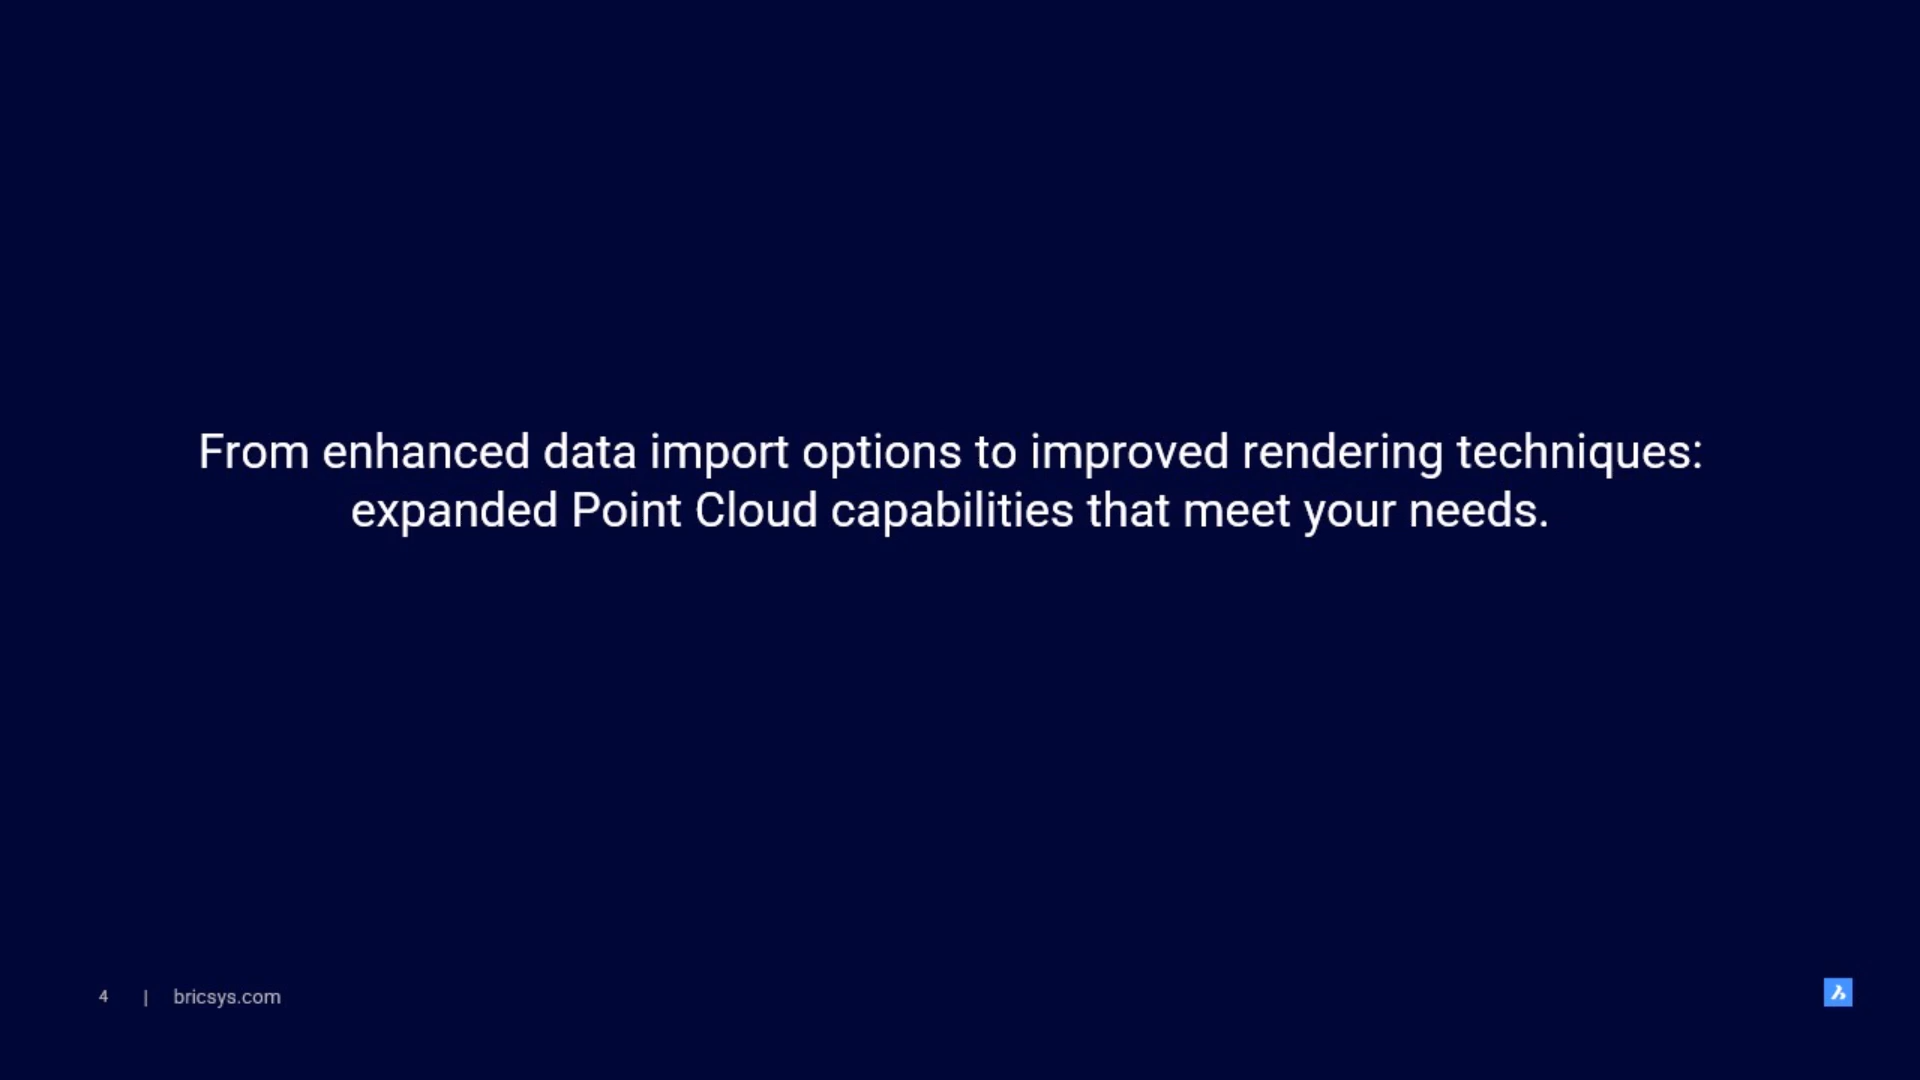 From enhanced data import options to improved rendering techniques:
expanded Point Cloud capabilities that meet your needs.
4 | bricsys.com